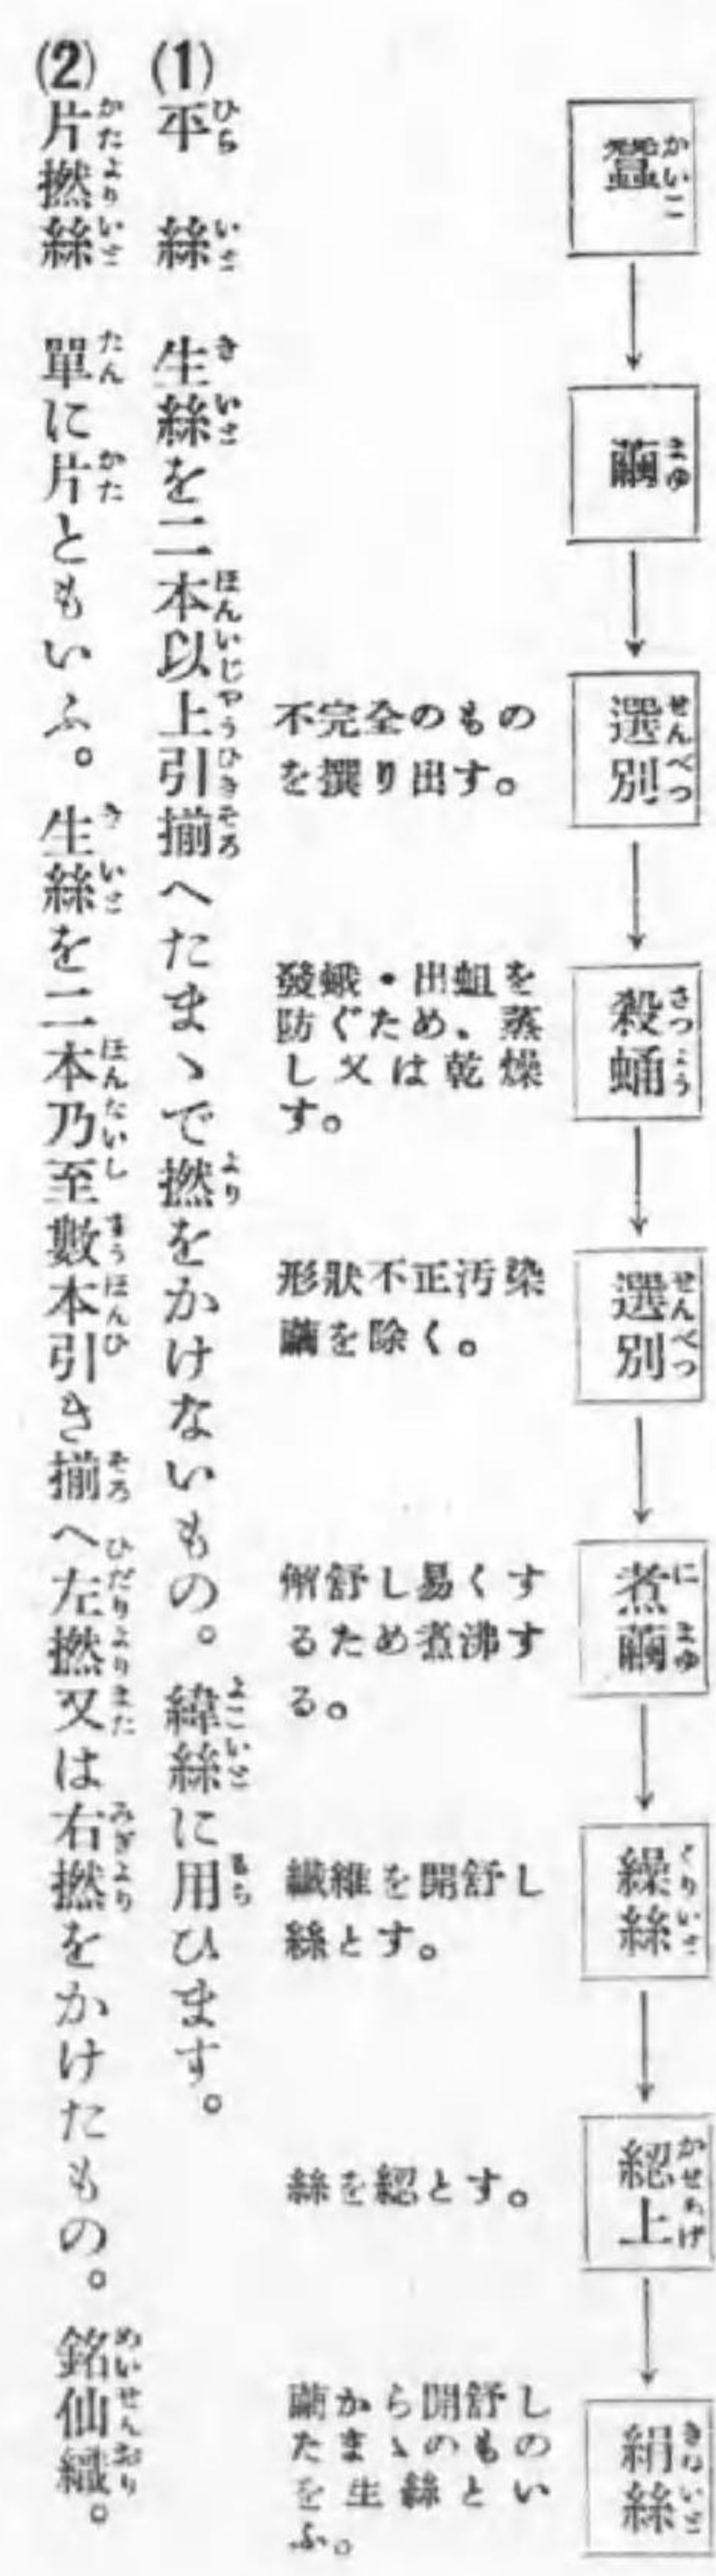 蠶
繭
選別
不完全のもの
を撰り出す。
殺蛹
發蛾・出蛆を
防ぐため、蒸
し又は乾燥
す。
選別
形狀不正汚染
繭を除く。
煮繭
解舒し易くす
るため煮沸す
る。
繰絲
纖維を開舒し
絲とす。
綛上
絲を綛とす。
絹絲
繭から開舒し
たまゝのもの
を生絲とい
ふ。
(1) 平絲 生絲を二本以上引揃へたまゝで撚をかけないもの。緯絲に用ひます。
(2) 片撚絲 單に片ともいふ。生絲を二本乃至數本引き揃へ左撚又は右撚をかけたもの。銘仙織。